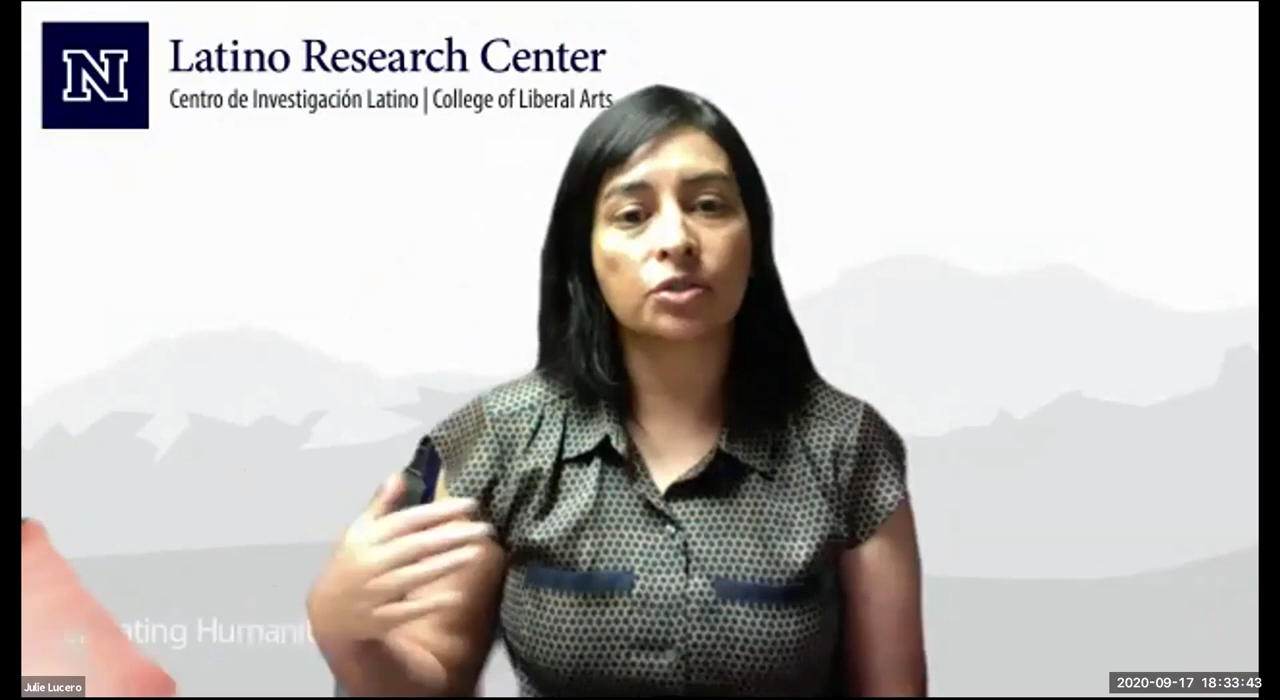 N
Latino Research Center
Centro de Investigación Latino | College of Liberal Arts
Julie Lucero
2020-09-17 18:33:43